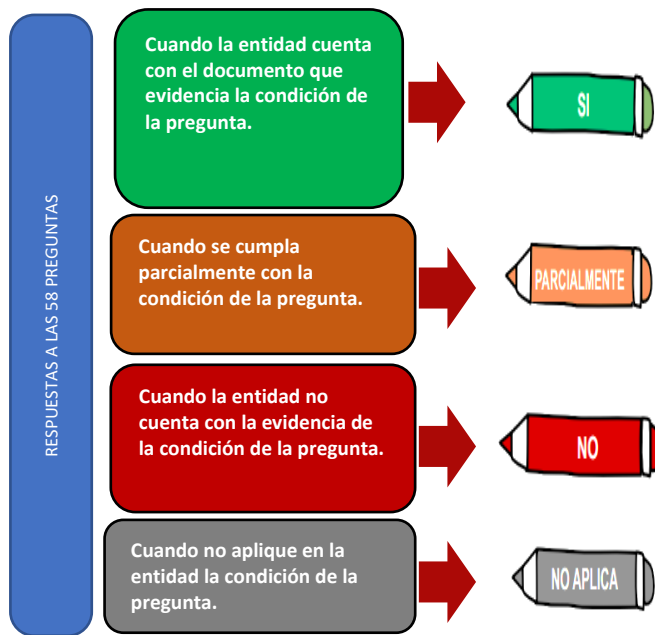 RESPUESTAS A LAS 58 PREGUNTAS
Cuando la entidad cuenta
con el documento que
evidencia la condición de
la pregunta.
SI
Cuando se cumpla
parcialmente con la
condición de la pregunta.
PARCIALMENTE
Cuando la entidad no
cuenta con la evidencia de
la condición de la pregunta.
NO
Cuando no aplique en la
entidad la condición de la
pregunta.
NO APLICA